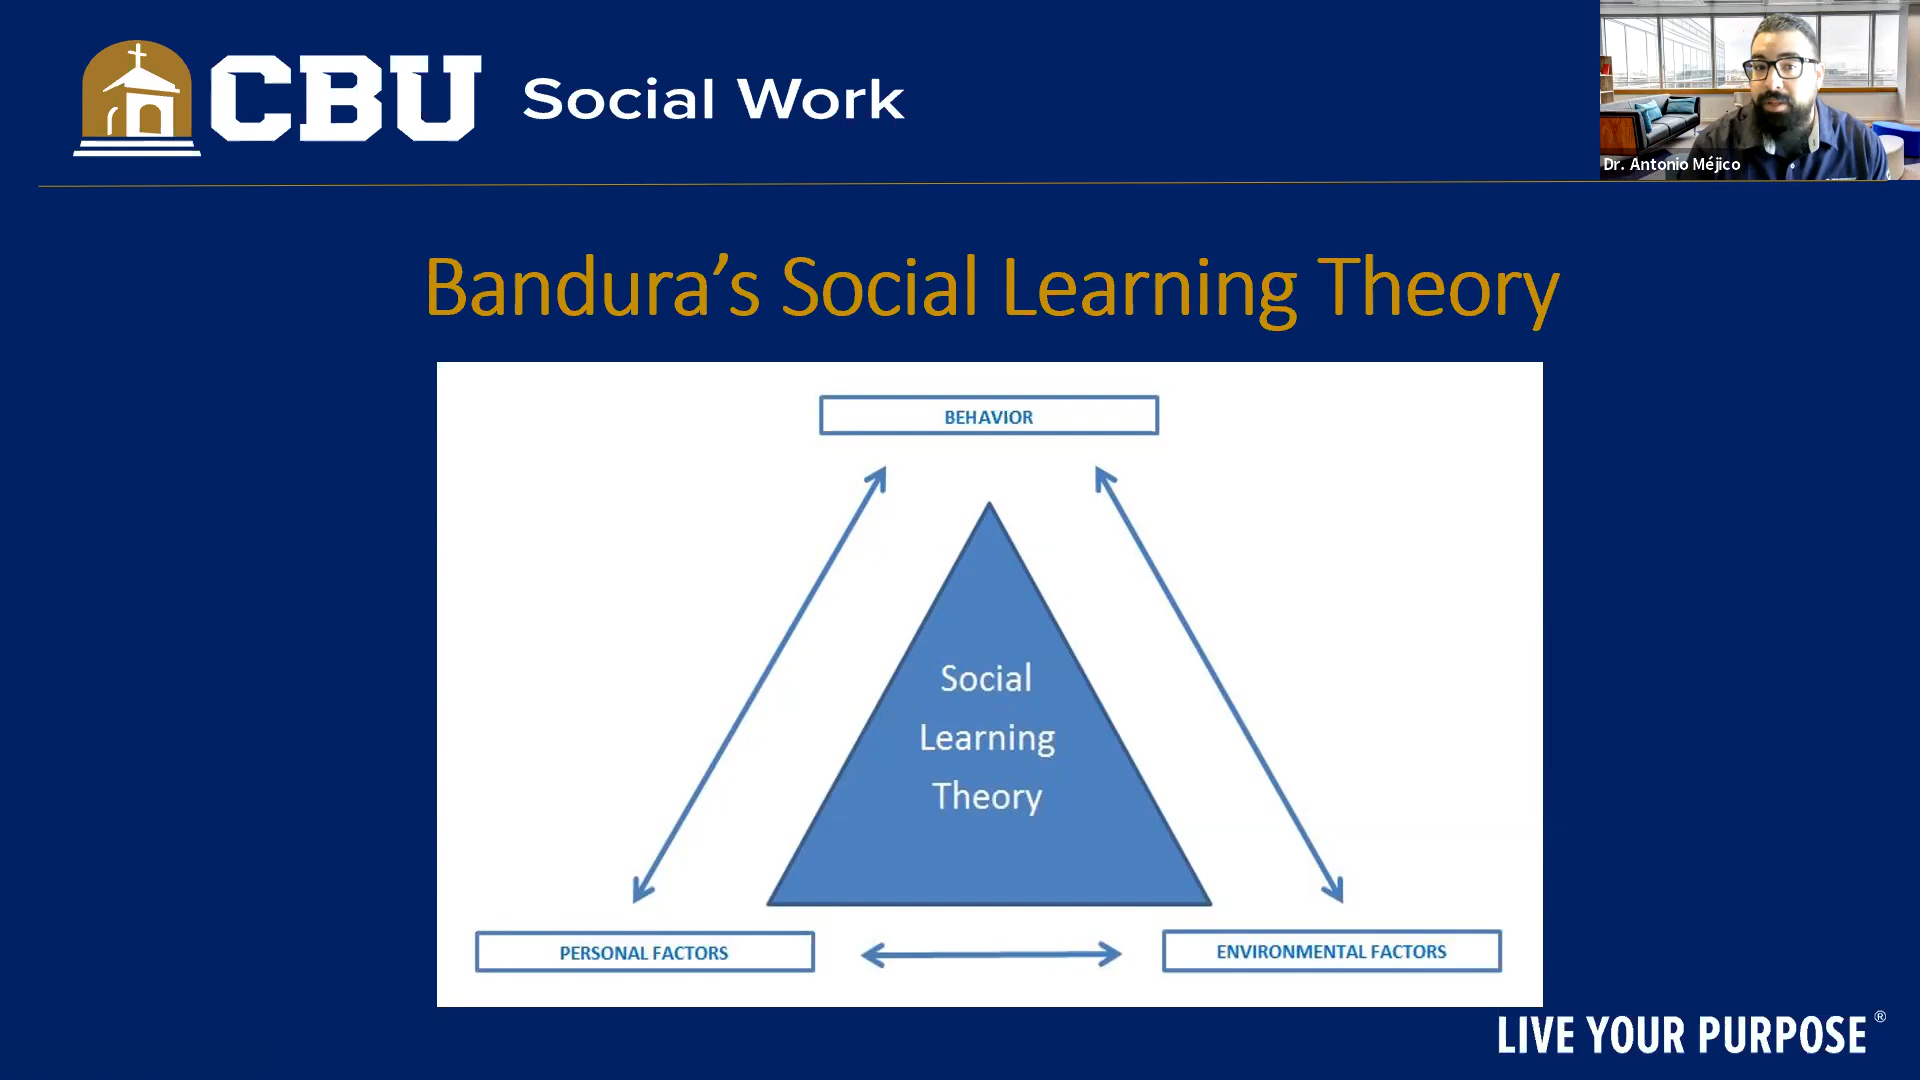 CBU Social Work
Dr. Antonio Méjico
Bandura’s Social Learning Theory
BEHAVIOR
Social
Learning
Theory
PERSONAL FACTORS
ENVIRONMENTAL FACTORS
LIVE YOUR PURPOSE®